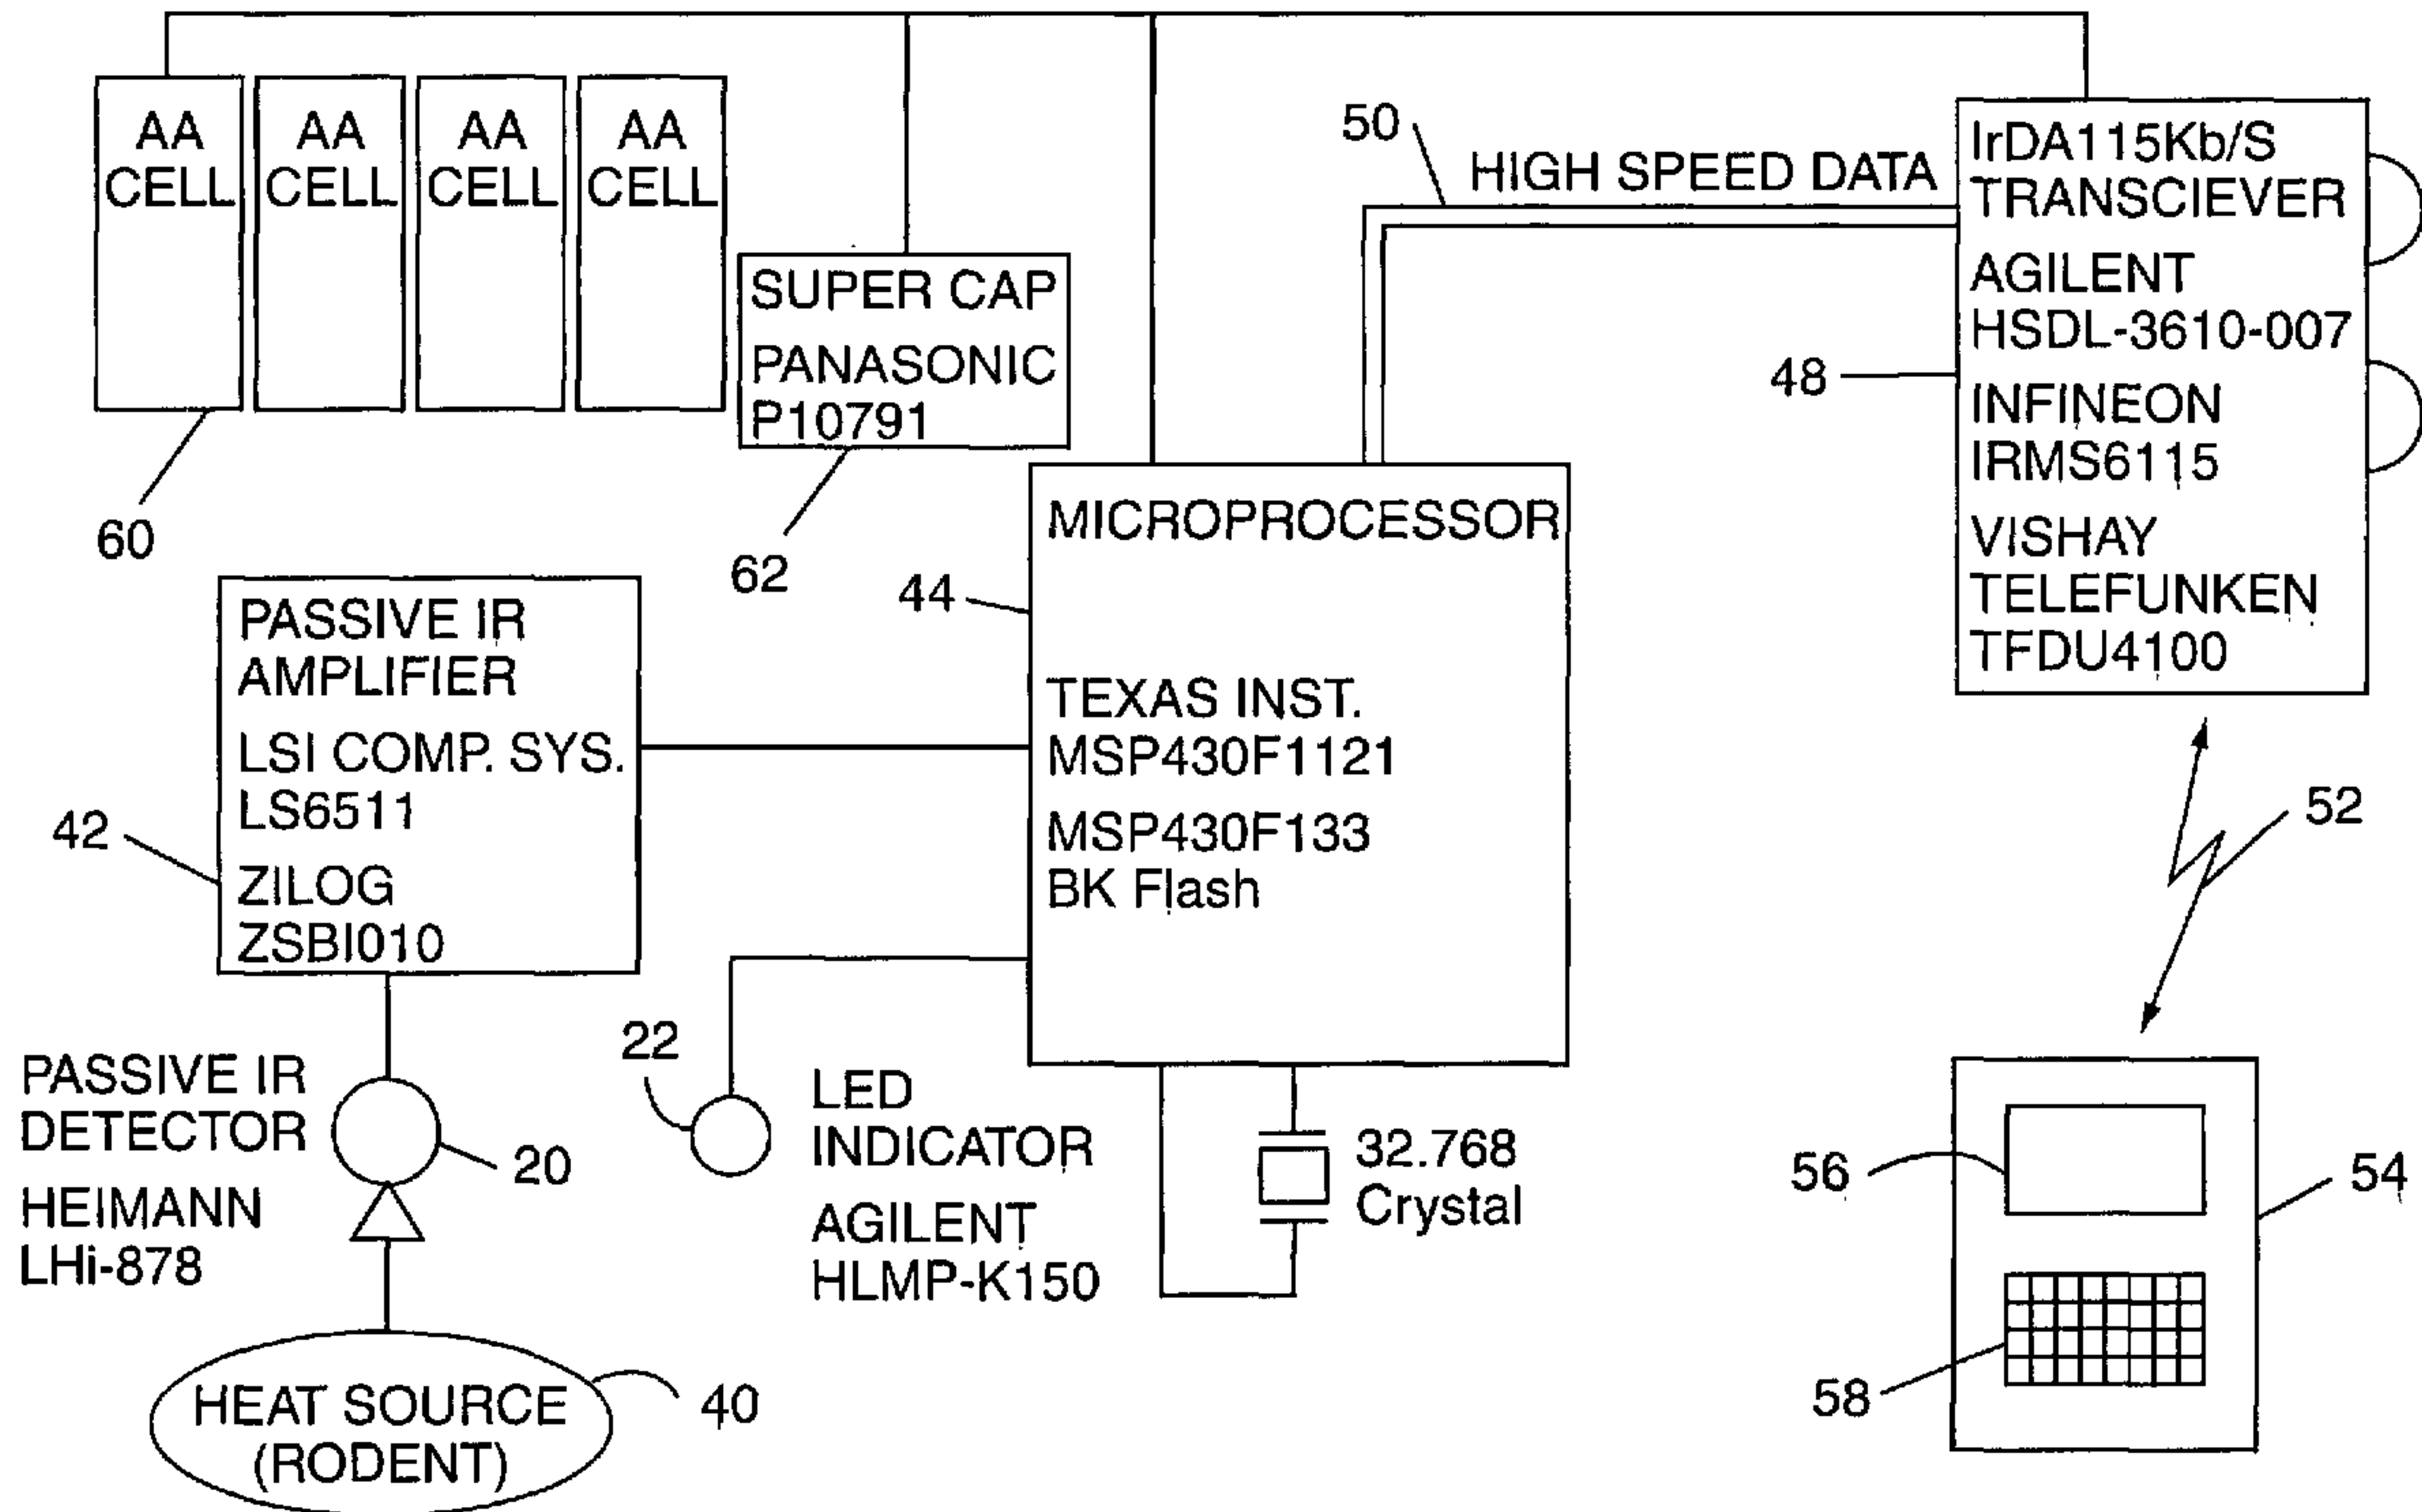 AA
CELL
AA
CELL
AA
CELL
AA
CELL
60
SUPER CAP
PANASONIC
P10791
62
50
HIGH SPEED DATA
IrDA115Kb/S
TRANSCIEVER
AGILENT
HSDL-3610-007
INFINEON
IRMS6115
VISHAY
TELEFUNKEN
TFDU4100
48
MICROPROCESSOR
TEXAS INST.
MSP430F1121
MSP430F133
BK Flash
44
PASSIVE IR
AMPLIFIER
LSI COMP. SYS.
LS6511
ZILOG
ZSBI010
42
52
PASSIVE IR
DETECTOR
HEIMANN
LHi-878
20
22
LED
INDICATOR
AGILENT
HLMP-K150
32.768
Crystal
56
54
58
HEAT SOURCE
(RODENT)
40